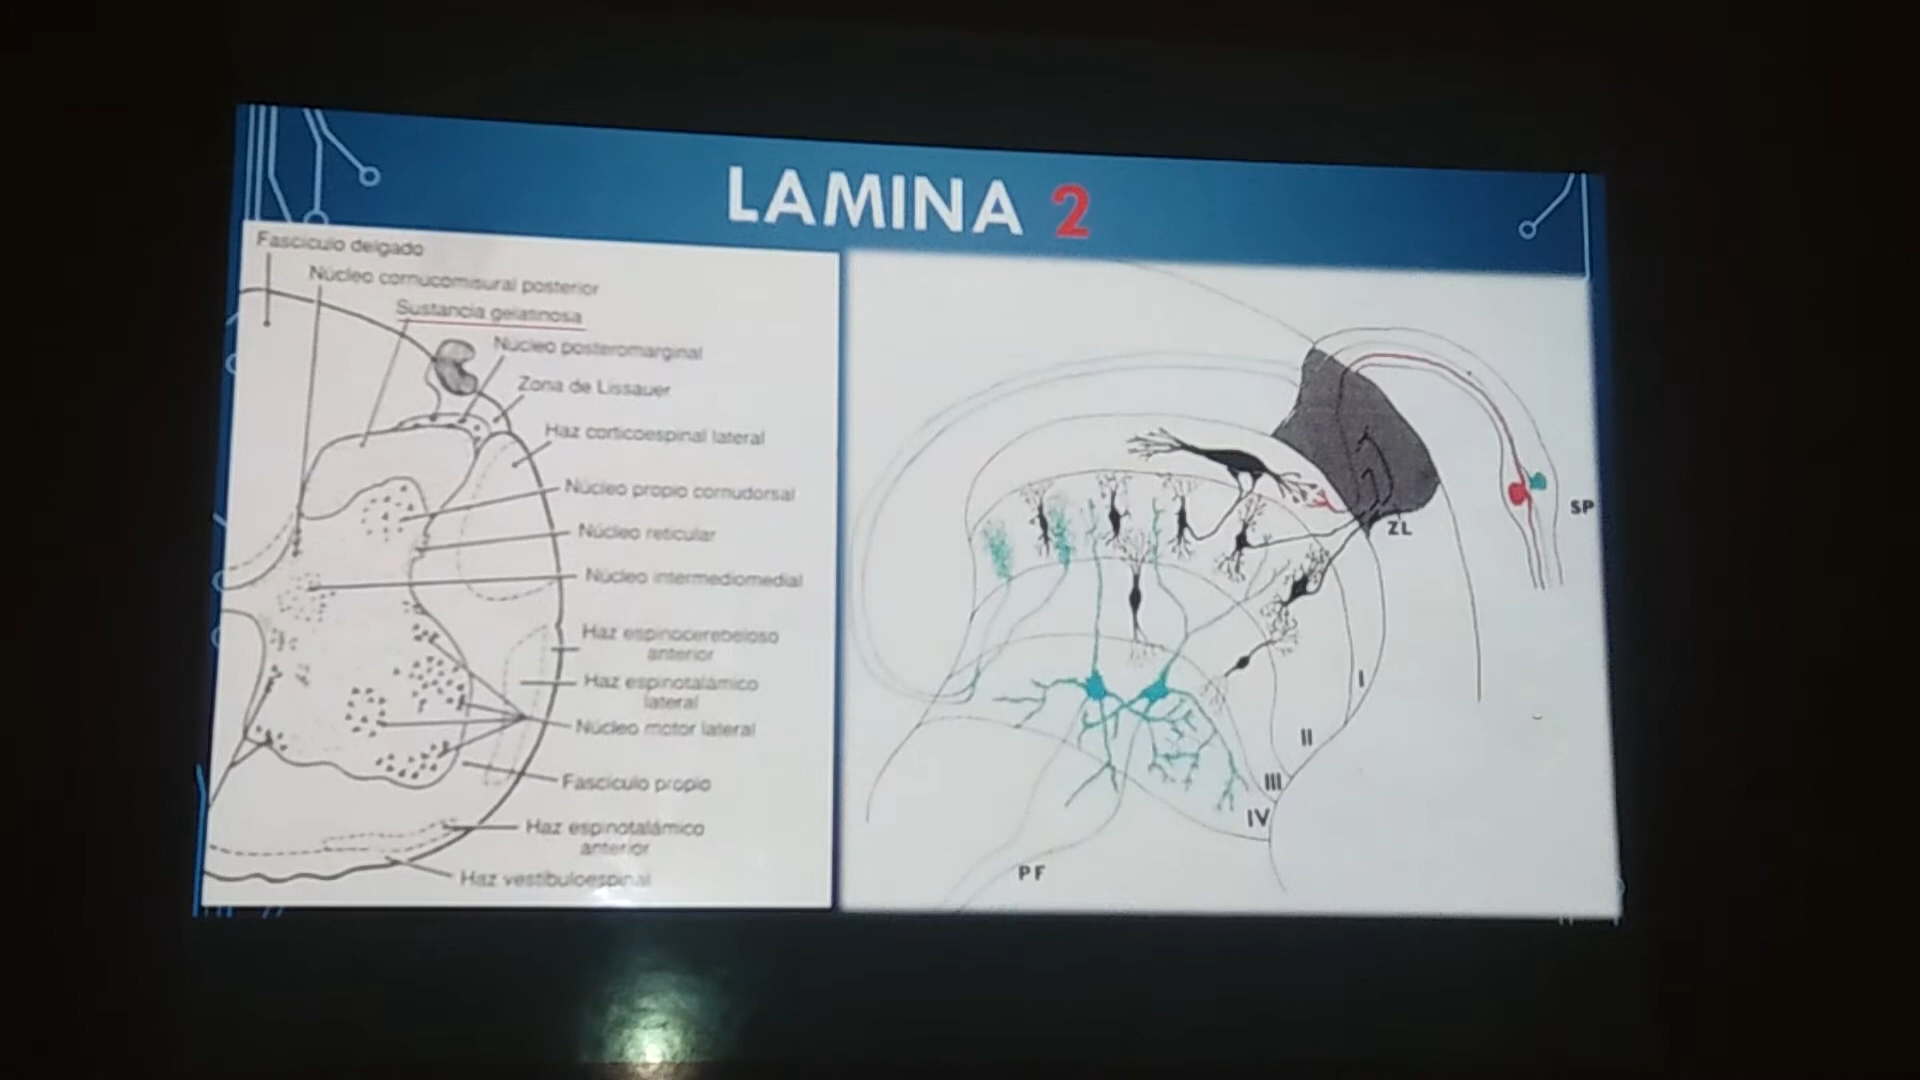 LAMINA 2
Fascículo delgado
Núcleo cornucomisural posterior
Sustancia gelatinosa
Núcleo posteromarginal
Zona de Lissauer
Haz corticoespinal lateral
Núcleo propio cornudorsal
Núcleo reticular
Núcleo intermediomedial
Haz espinocerebeloso
anterior
Haz espinotalámico
lateral
Núcleo motor lateral
Fascículo propio
Haz espinotalámico
anterior
Haz vestibuloespinal
SP
ZL
I
II
III
IV
PF